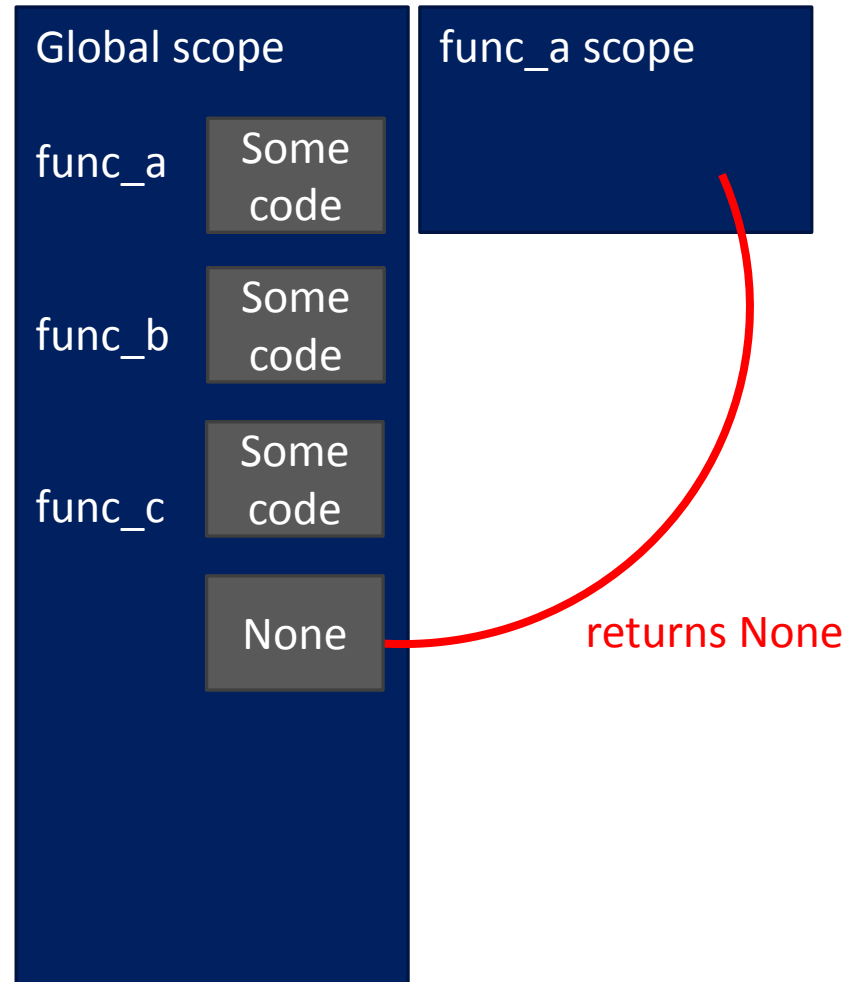 Global scope
func_a scope
func_a
Some
code
func_b
Some
code
func_c
Some
code
None
returns None